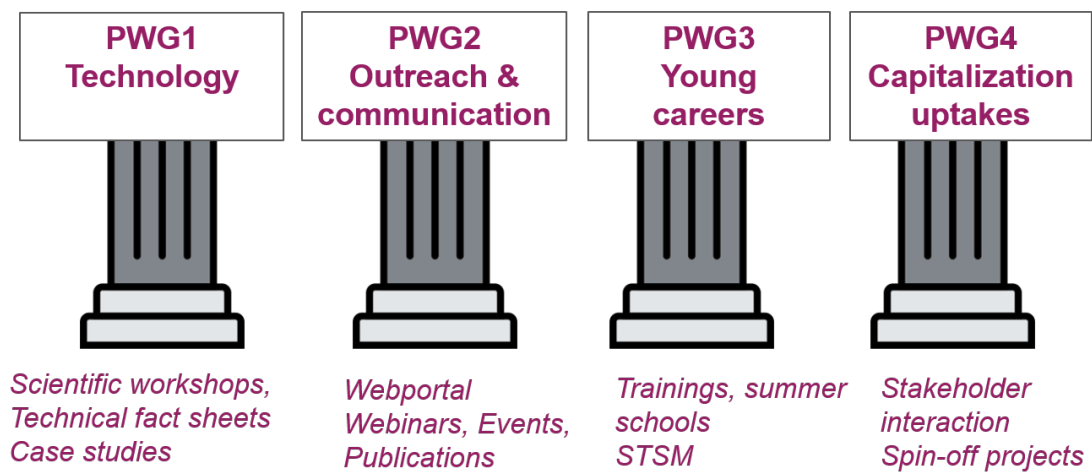 PWG1
Technology
PWG2
Outreach &
communication
PWG3
Young
careers
PWG4
Capitalization
uptakes
Scientific workshops,
Technical fact sheets
Case studies
Webportal
Webinars, Events,
Publications
Trainings, summer
schools
STSM
Stakeholder
interaction
Spin-off projects